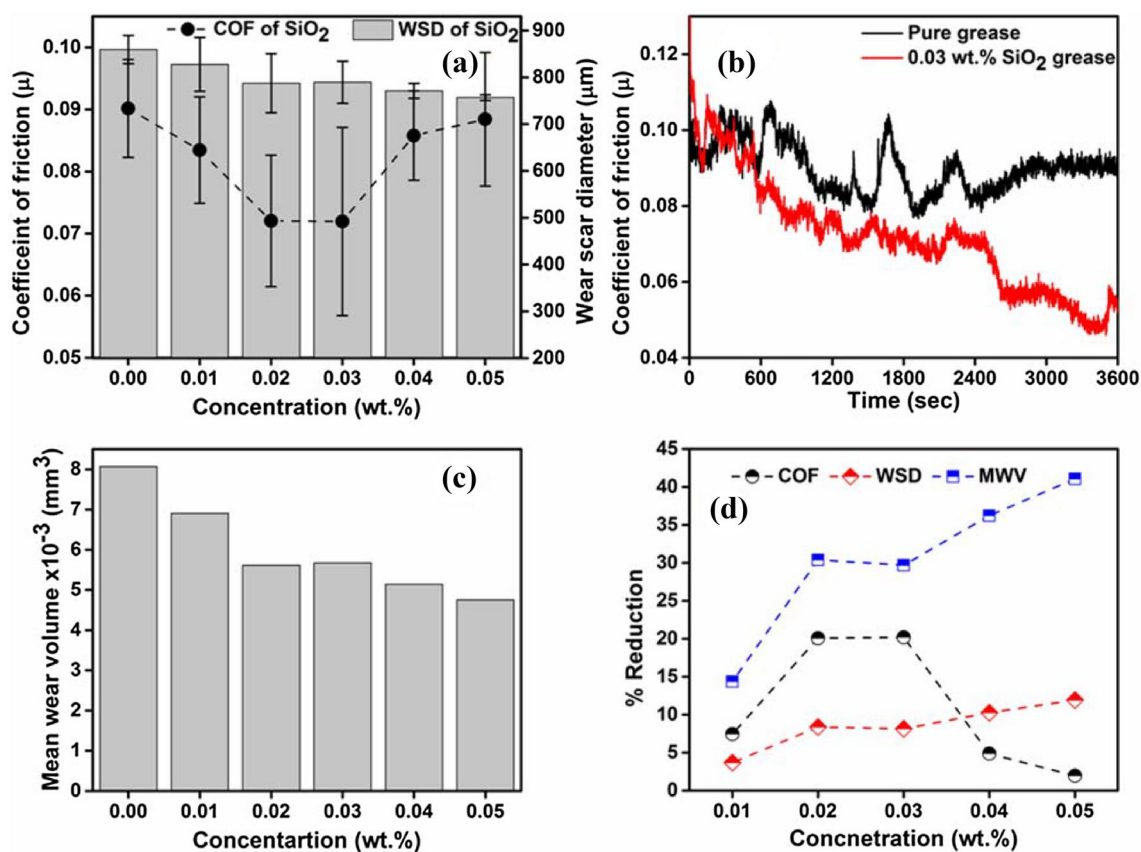 COF of SiO2 WSD of SiO2
(a)
Coefficeint of friction (μ)
0.10
0.09
0.08
0.07
0.06
0.05
900
800
700
600
500
400
300
200
Wear scar diameter (μm)
0.00 0.01 0.02 0.03 0.04 0.05
Concentration (wt.%)
Pure grease
0.03 wt.% SiO2 grease
(b)
Coefficient of friction (μ)
0.12
0.10
0.08
0.06
0.04
0 600 1200 1800 2400 3000 3600
Time (sec)
(c)
Mean wear volume x10-3 (mm3)
8
7
6
5
4
3
2
1
0
0.00 0.01 0.02 0.03 0.04 0.05
Concentartion (wt.%)
COF WSD MWV
(d)
% Reduction
45
40
35
30
25
20
15
10
5
0
0.01 0.02 0.03 0.04 0.05
Concnetration (wt.%)